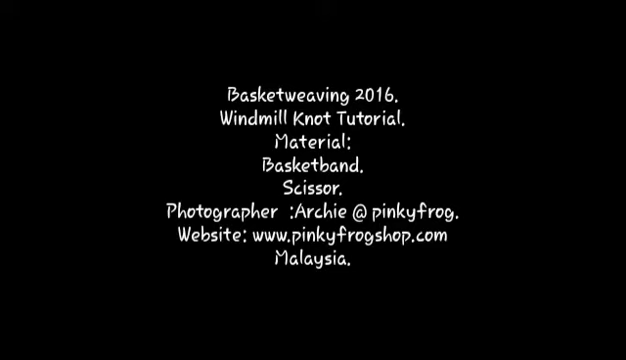 Basketweaving 2016.
Windmill Knot Tutorial.
Material:
Basketband.
Scissor.
Photographer :Archie @ pinkyfrog.
Website: www.pinkyfrogshop.com
Malaysia.